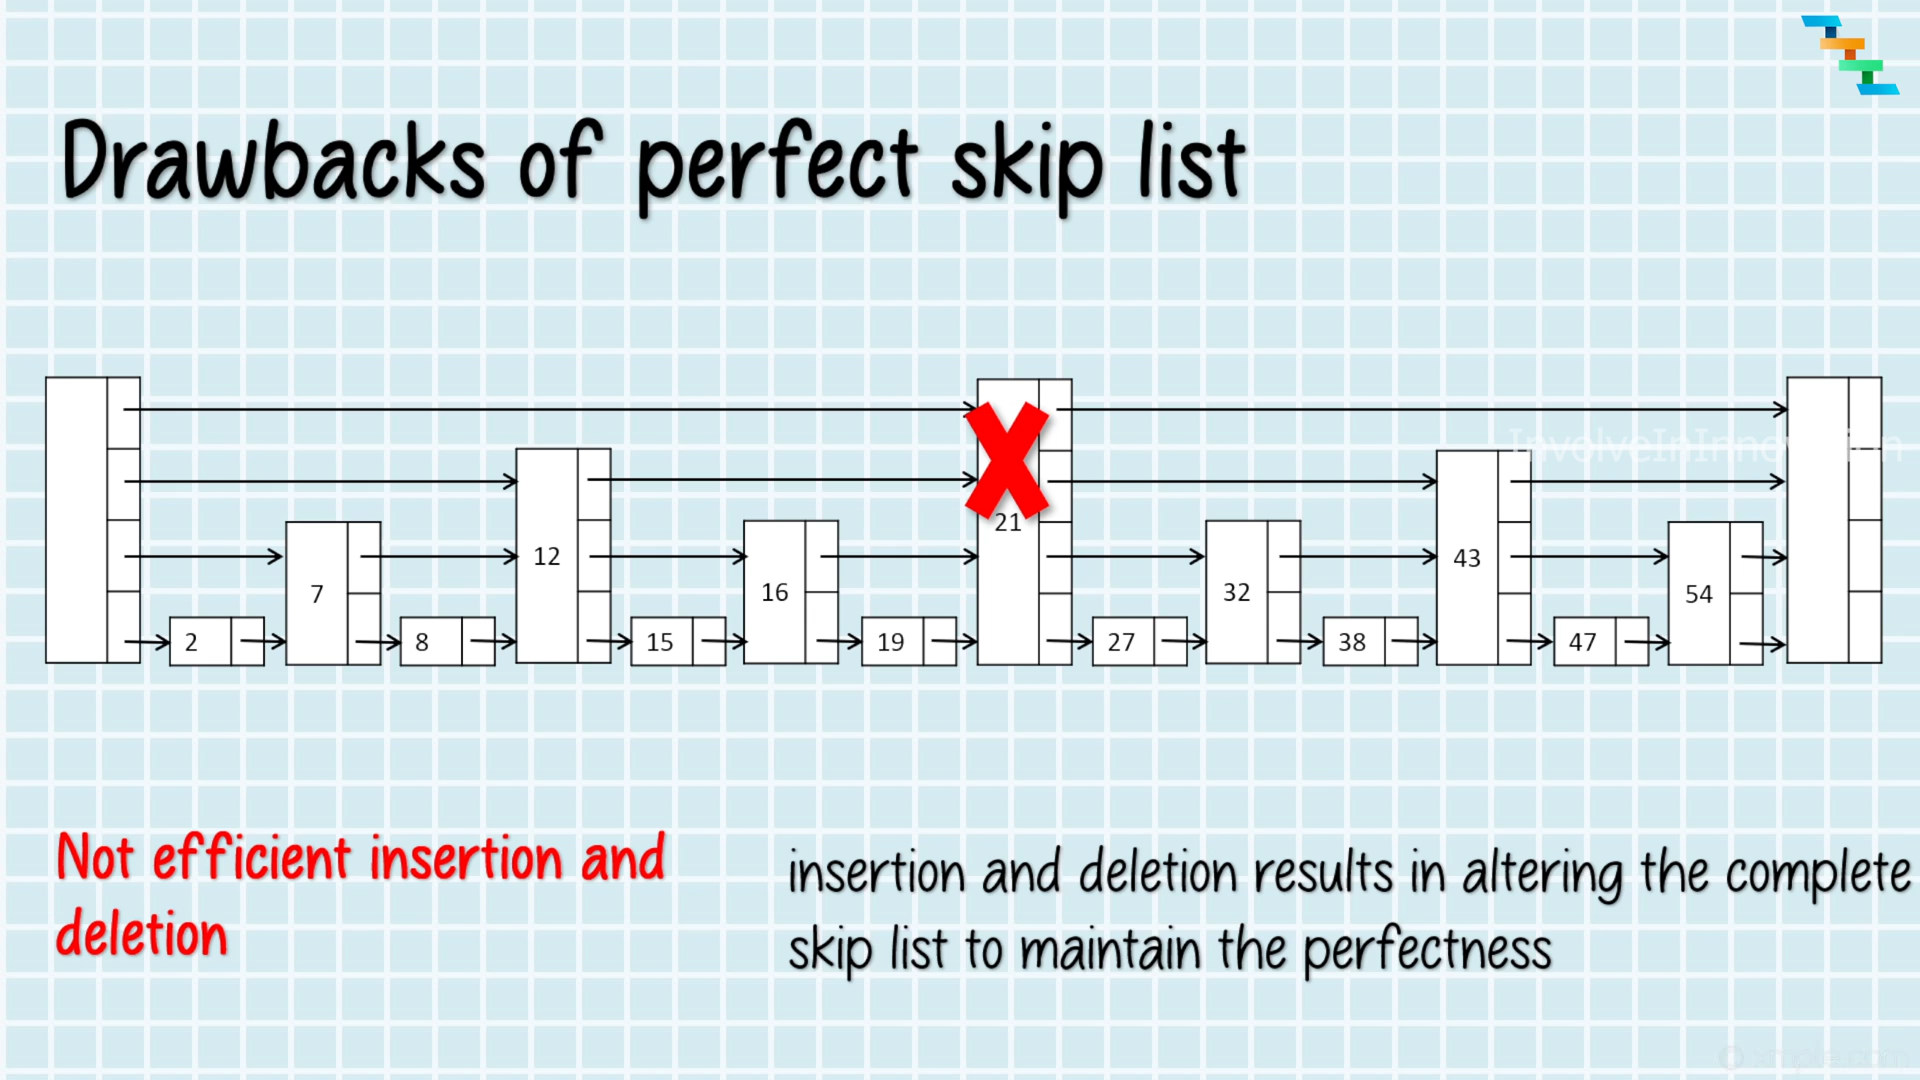 Drawbacks of perfect skip list
InvolveInInnovation
21
12
43
7
16
32
54
2
8
15
19
27
38
47
Not efficient insertion and
deletion
insertion and deletion results in altering the complete
skip list to maintain the perfectness